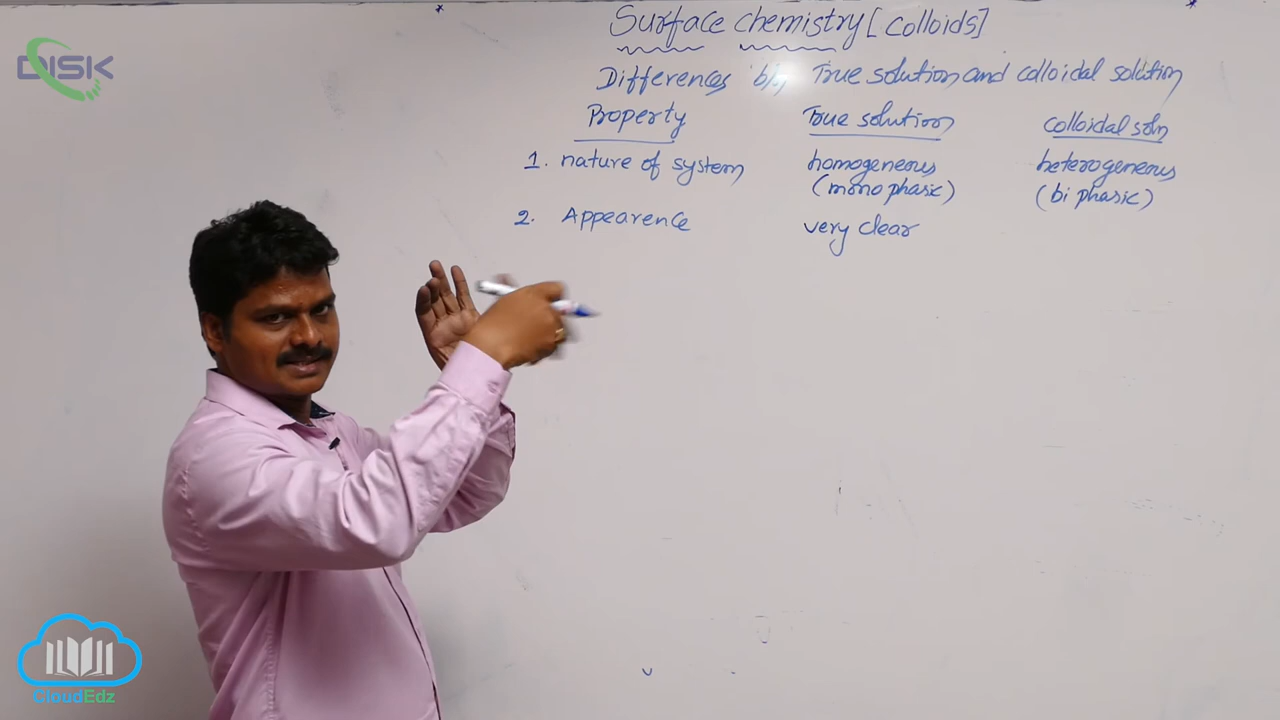 DISK
Surface chemistry [colloids]
Differences b/w True solution and colloidal solution
Property True solution colloidal soln
1. nature of system homogeneous heterogeneous
(mono phasic) (bi phasic)
2. Appearence very clear
CloudEdz